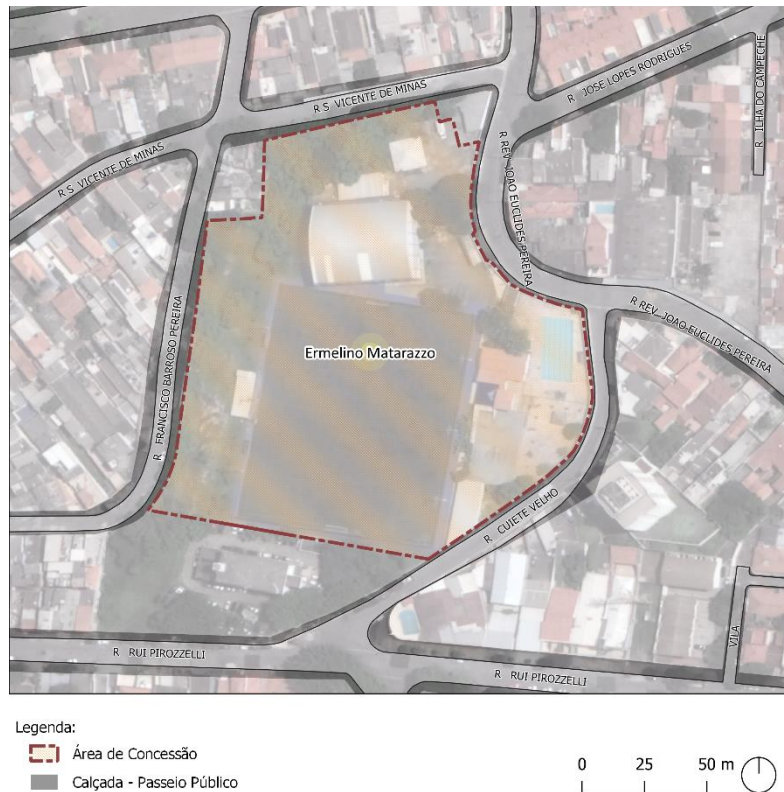 R S VICENTE DE MINAS
R JOSE LOPES RODRIGUES
R ILHA DO CAMPECHE
R S VICENTE DE MINAS
R REV JOAO EUCLIDES PEREIRA
R FRANCISCO BARROSO PEREIRA
R REV JOAO EUCLIDES PEREIRA
Ermelino Matarazzo
R CUIETE VELHO
VILA
R RUI PIROZZELLI
R RUI PIROZZELLI
Legenda:
Área de Concessão
Calçada - Passeio Público
0 25 50 m